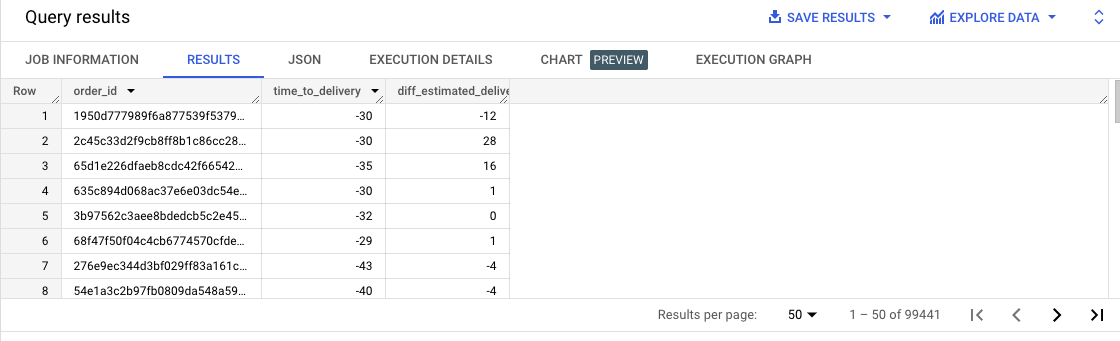 Query results SAVE RESULTS EXPLORE DATA
JOB INFORMATION RESULTS JSON EXECUTION DETAILS CHART PREVIEW EXECUTION GRAPH
Row order_id time_to_delivery diff_estimated_delive
1 1950d777989f6a877539f5379... -30 -12
2 2c45c33d2f9cb8ff8b1c86cc28... -30 28
3 65d1e226dfaeb8cdc42f66542... -35 16
4 635c894d068ac37e6e03dc54e... -30 1
5 3b97562c3aee8bdedcb5c2e45... -32 0
6 68f47f50f04c4cb6774570cfde... -29 1
7 276e9ec344d3bf029ff83a161c... -43 -4
8 54e1a3c2b97fb0809da548a59... -40 -4
Results per page: 50 1 – 50 of 99441